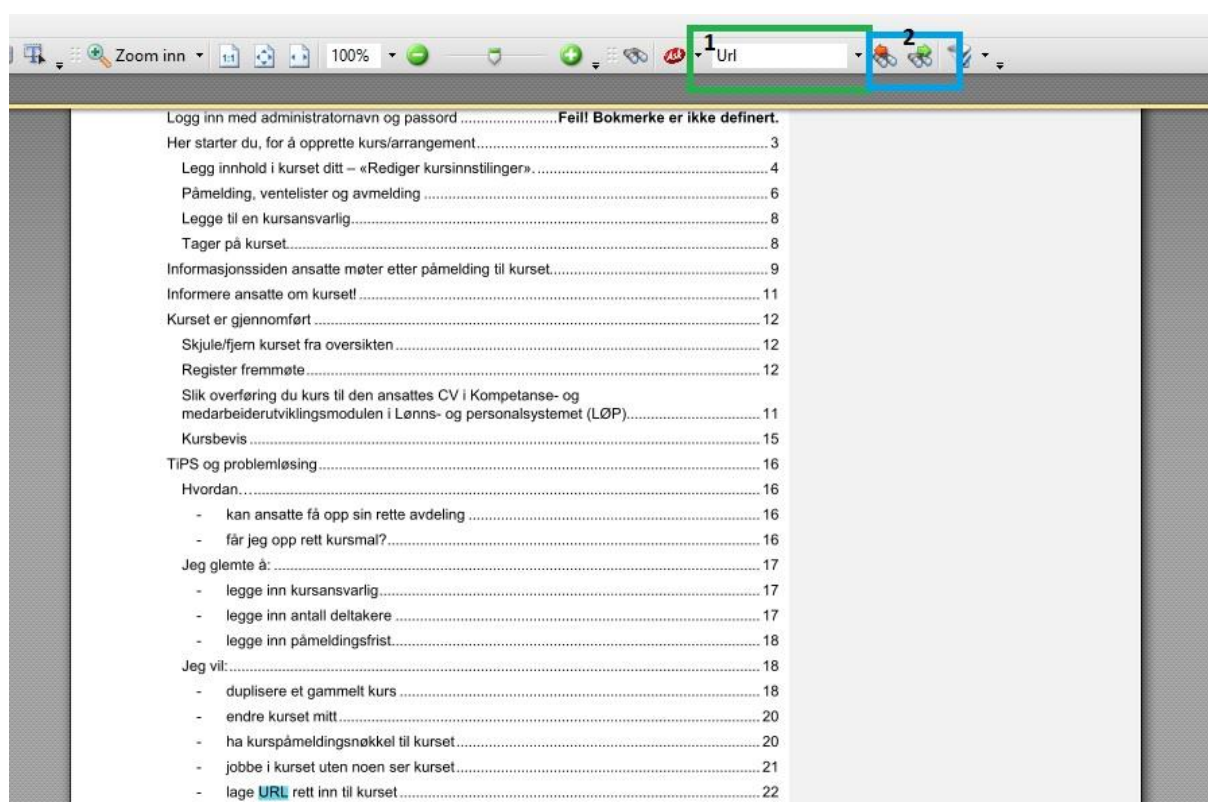 Zoom inn 1:1 100% 1 Url 2
Logg inn med administratornavn og passord ........................Feil! Bokmerke er ikke definert.
Her starter du, for å opprette kurs/arrangement........................ 3
Legg innhold i kurset ditt – «Rediger kursinnstilinger»......................... 4
Påmelding, ventelister og avmelding ........................ 6
Legge til en kursansvarlig........................ 8
Tager på kurset........................ 8
Informasjonssiden ansatte møter etter påmelding til kurset........................ 9
Informere ansatte om kurset! ........................ 11
Kurset er gjennomført ........................ 12
Skjule/fjern kurset fra oversikten ........................ 12
Register fremmøte........................ 12
Slik overføring du kurs til den ansattes CV i Kompetanse- og
medarbeiderutviklingsmodulen i Lønns- og personalsystemet (LØP)........................ 11
Kursbevis ........................ 15
TiPS og problemløsing........................ 16
Hvordan........................... 16
- kan ansatte få opp sin rette avdeling ........................ 16
- får jeg opp rett kursmal?........................ 16
Jeg glemte å: ........................ 17
- legge inn kursansvarlig........................ 17
- legge inn antall deltakere ........................ 17
- legge inn påmeldingsfrist........................ 18
Jeg vil:........................ 18
- duplisere et gammelt kurs ........................ 18
- endre kurset mitt........................ 20
- ha kurspåmeldingsnøkkel til kurset........................ 20
- jobbe i kurset uten noen ser kurset........................ 21
- lage URL rett inn til kurset ........................ 22